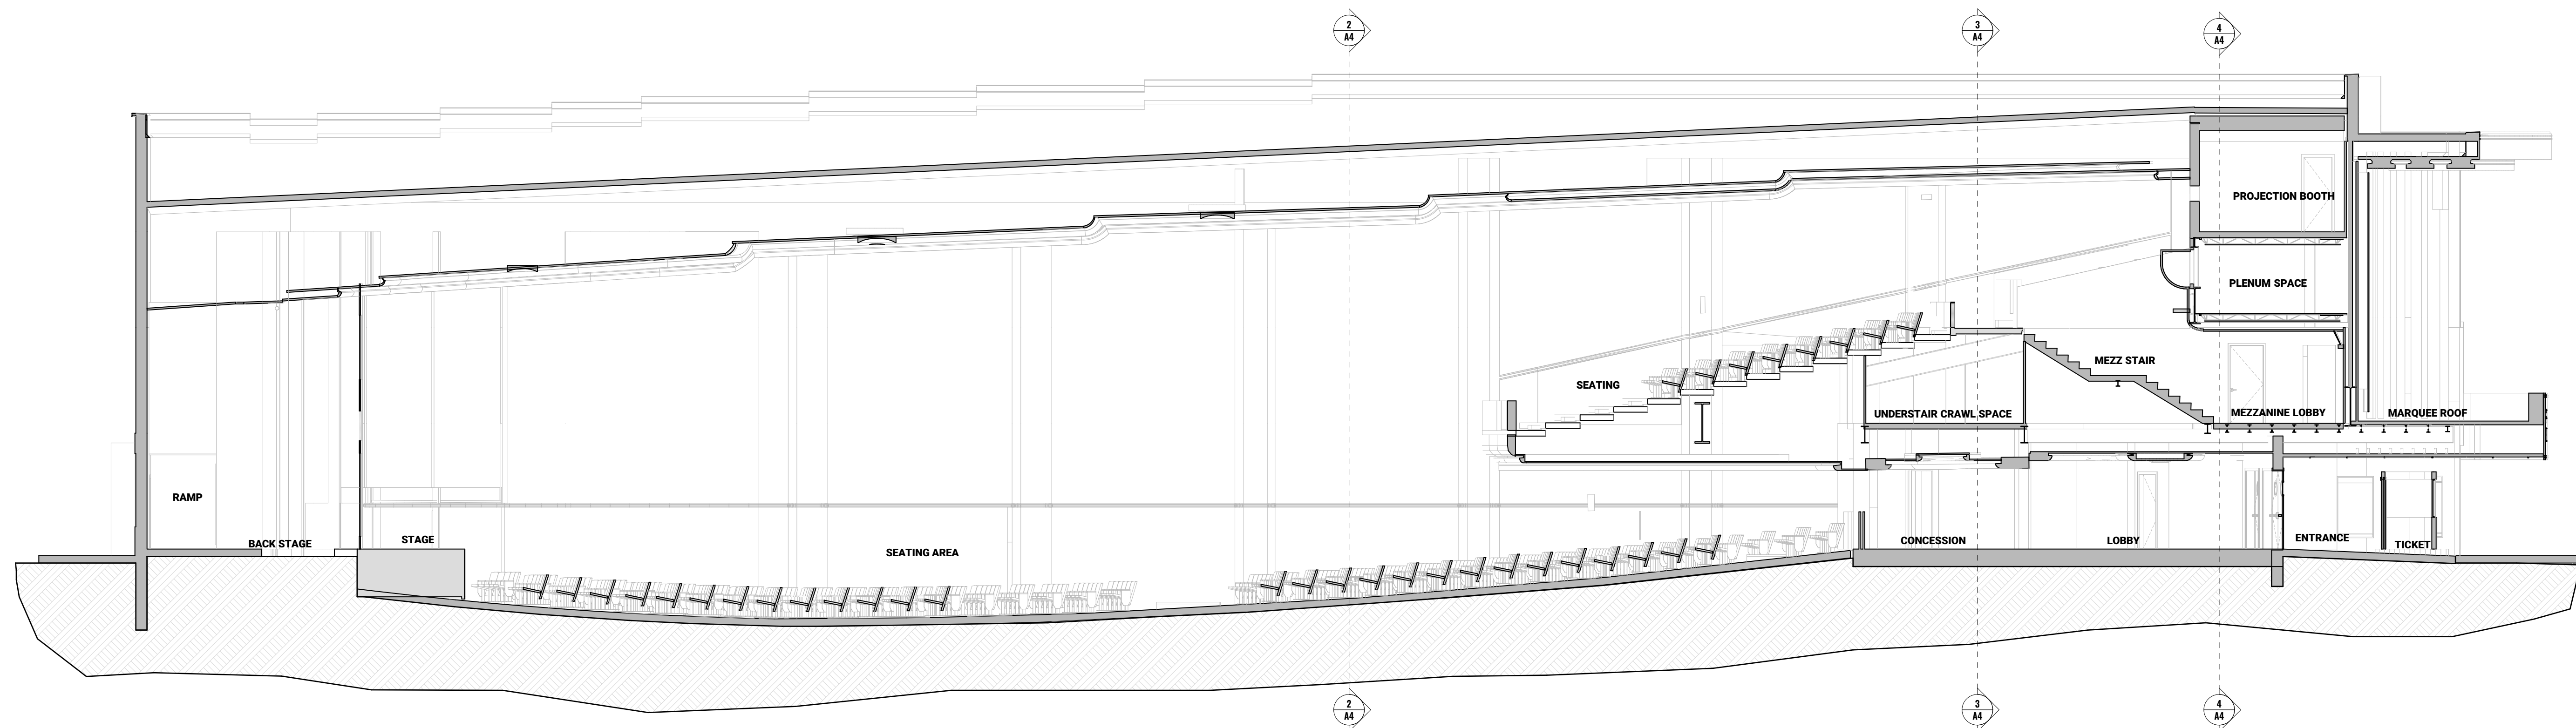 2
A4
3
A4
4
A4
PROJECTION BOOTH
PLENUM SPACE
MEZZ STAIR
SEATING
UNDERSTAIR CRAWL SPACE
MEZZANINE LOBBY
MARQUEE ROOF
RAMP
BACK STAGE
STAGE
SEATING AREA
CONCESSION
LOBBY
ENTRANCE
TICKET
2
A4
3
A4
4
A4